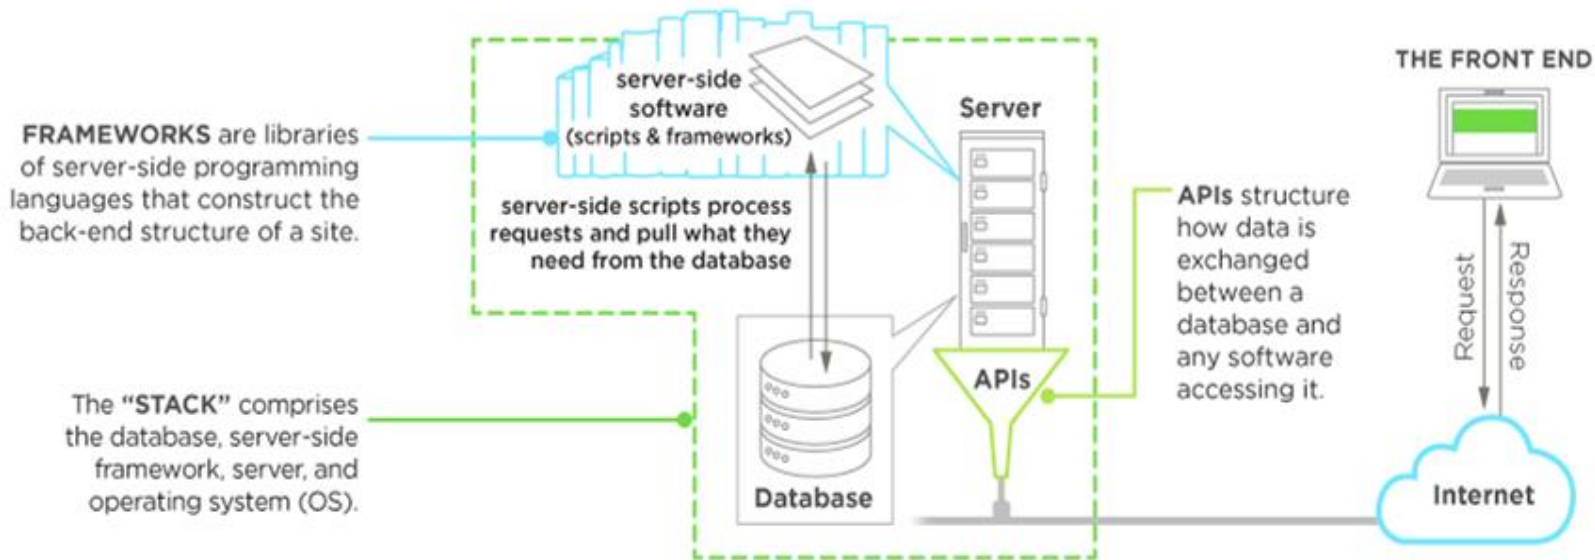 FRAMEWORKS are libraries
of server-side programming
languages that construct the
back-end structure of a site.
The “STACK” comprises
the database, server-side
framework, server, and
operating system (OS).
server-side
software
(scripts & frameworks)
server-side scripts process
requests and pull what they
need from the database
Database
Server
APIs
APIs structure
how data is
exchanged
between a
database and
any software
accessing it.
THE FRONT END
Request
Response
Internet